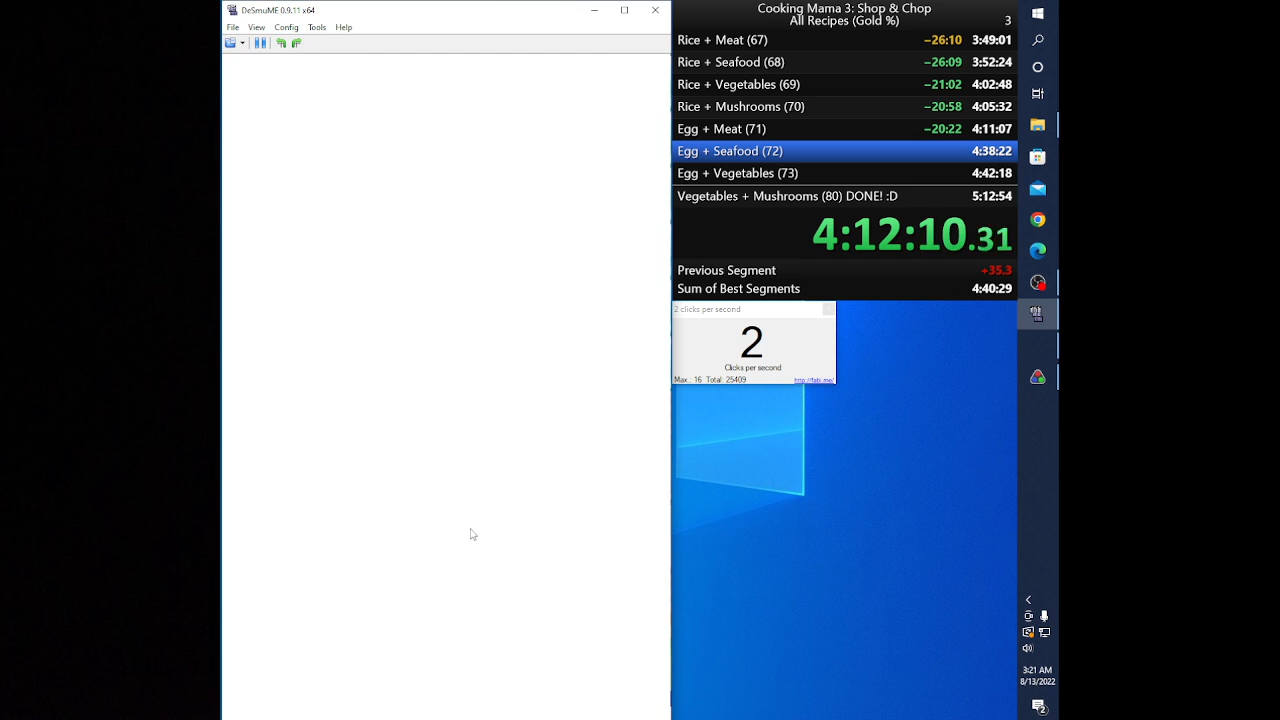 DeSmuME 0.9.11 x64
File View Config Tools Help
Cooking Mama 3: Shop & Chop
All Recipes (Gold %) 3
Rice + Meat (67) −26:10 3:49:01
Rice + Seafood (68) −26:09 3:52:24
Rice + Vegetables (69) −21:02 4:02:48
Rice + Mushrooms (70) −20:58 4:05:32
Egg + Meat (71) −20:22 4:11:07
Egg + Seafood (72) 4:38:22
Egg + Vegetables (73) 4:42:18
Vegetables + Mushrooms (80) DONE! :D 5:12:54
4:12:10.31
Previous Segment +35.3
Sum of Best Segments 4:40:29
2 clicks per second
2
Clicks per second
Max.: 16 Total: 25409 http://fabi.me/
3:21 AM
8/13/2022
2